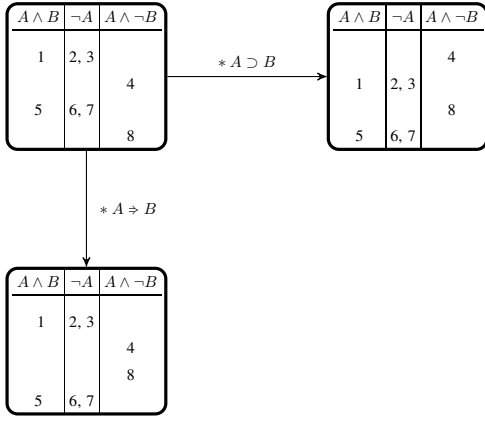 A ∧ B ¬A A ∧ ¬B
1 2, 3
4
5 6, 7
8
∗ A ⊃ B
A ∧ B ¬A A ∧ ¬B
4
1 2, 3
8
5 6, 7
∗ A ⇒ B
A ∧ B ¬A A ∧ ¬B
1 2, 3
4
8
5 6, 7